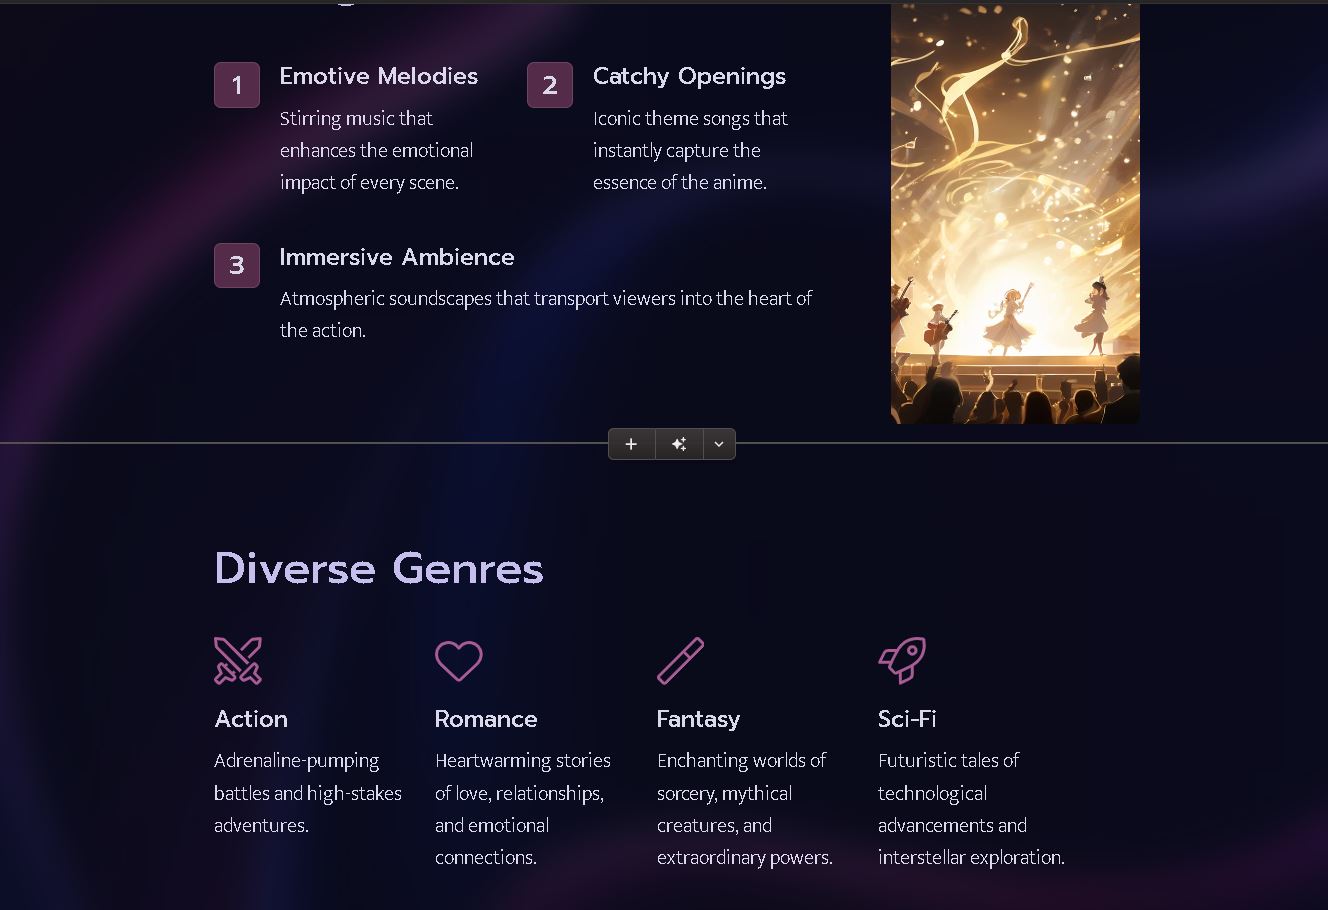 1
Emotive Melodies
Stirring music that
enhances the emotional
impact of every scene.
2
Catchy Openings
Iconic theme songs that
instantly capture the
essence of the anime.
3
Immersive Ambience
Atmospheric soundscapes that transport viewers into the heart of
the action.
Diverse Genres
Action
Adrenaline-pumping
battles and high-stakes
adventures.
Romance
Heartwarming stories
of love, relationships,
and emotional
connections.
Fantasy
Enchanting worlds of
sorcery, mythical
creatures, and
extraordinary powers.
Sci-Fi
Futuristic tales of
technological
advancements and
interstellar exploration.